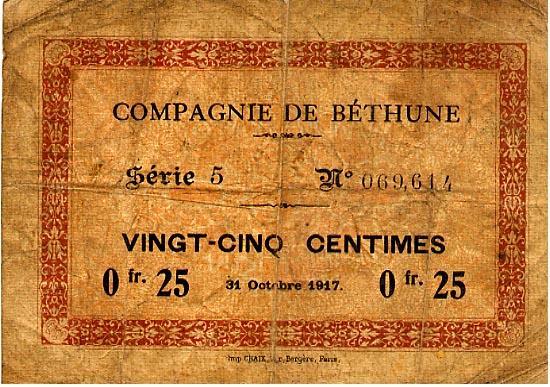 COMPAGNIE DE BÉTHUNE
Série 5 N° 069,614
VINGT-CINQ CENTIMES
0 fr. 25 31 Octobre 1917. 0 fr. 25
Imp CHAIX, r. Bergère, Paris.